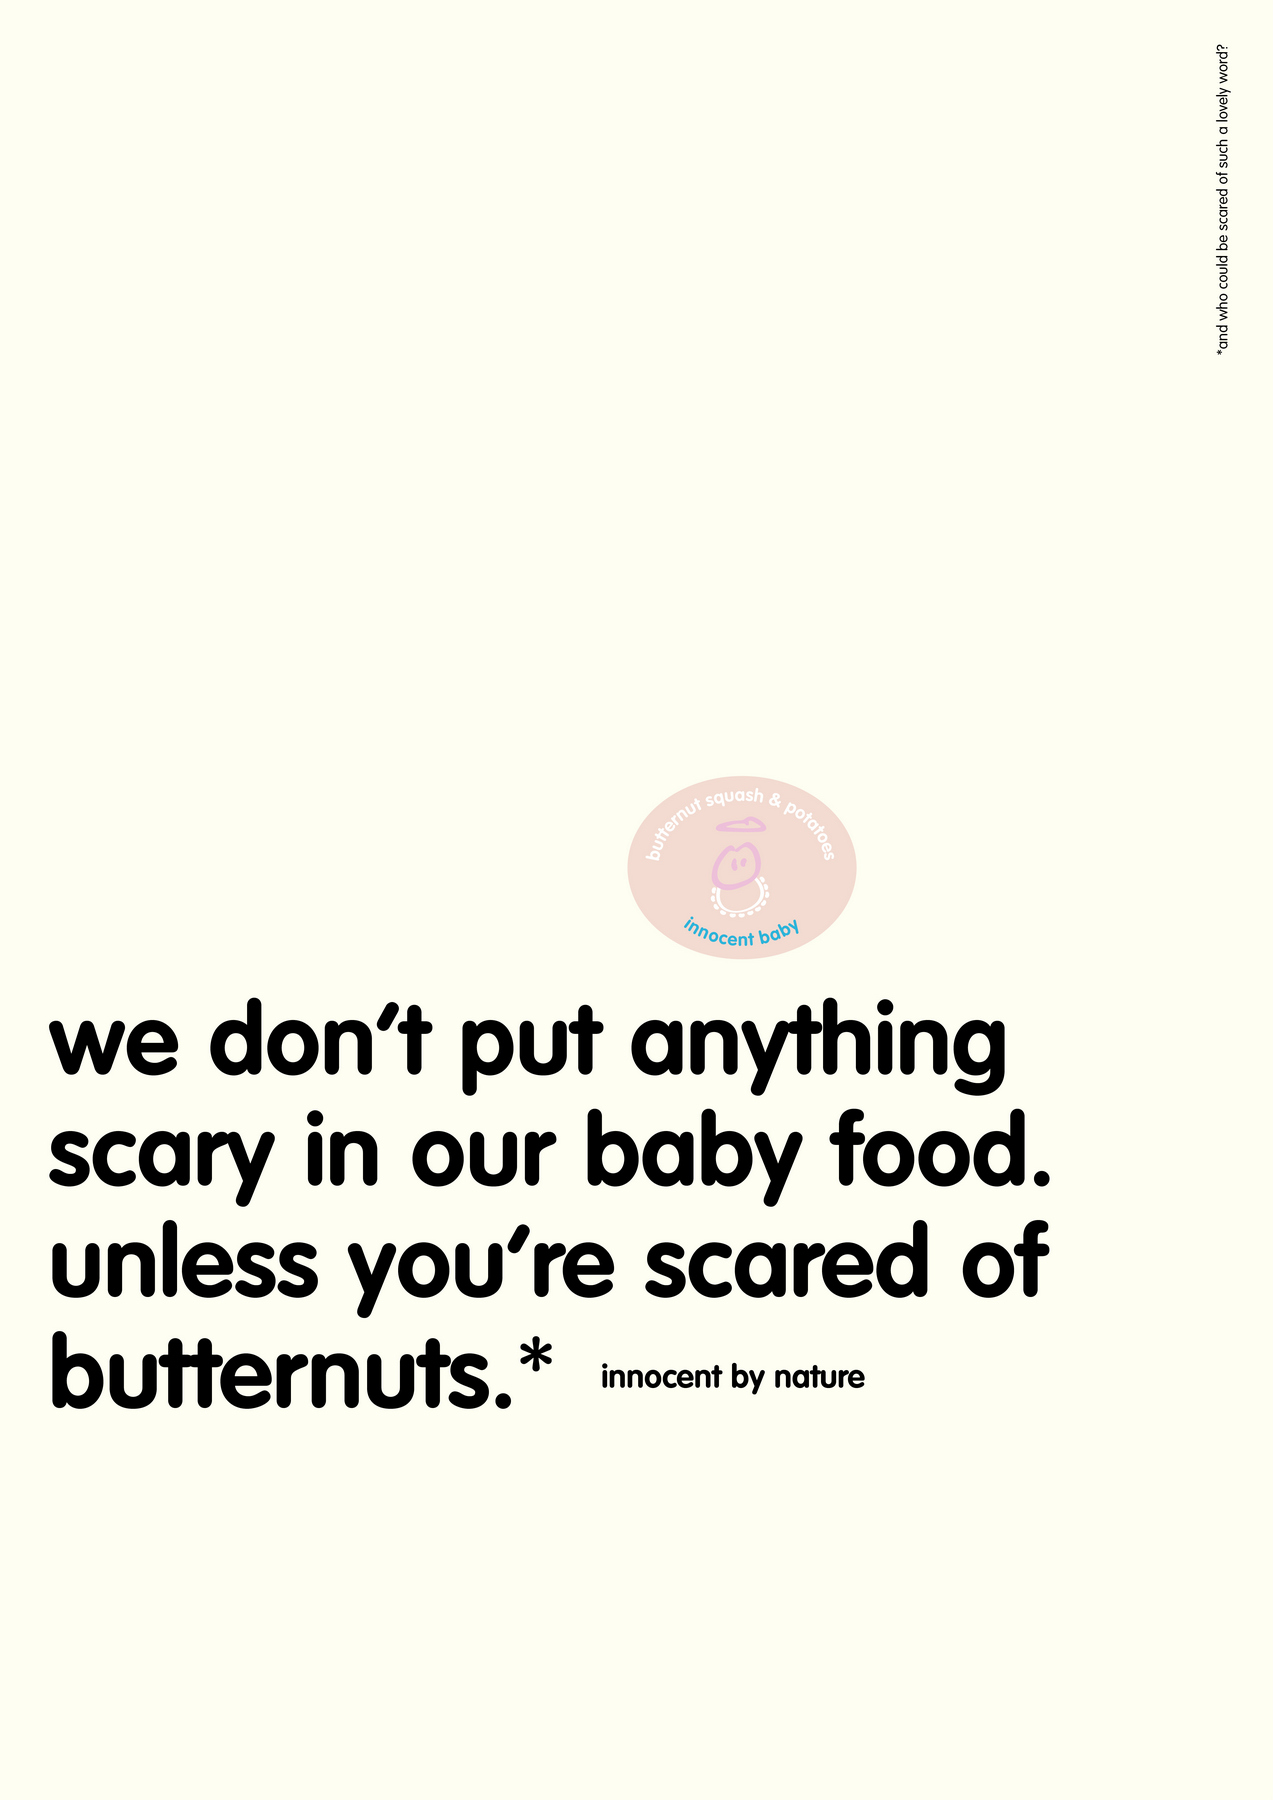 *and who could be scared of such a lovely word?
butternut squash & potatoes
innocent baby
we don't put anything
scary in our baby food.
unless you're scared of
butternuts.* innocent by nature